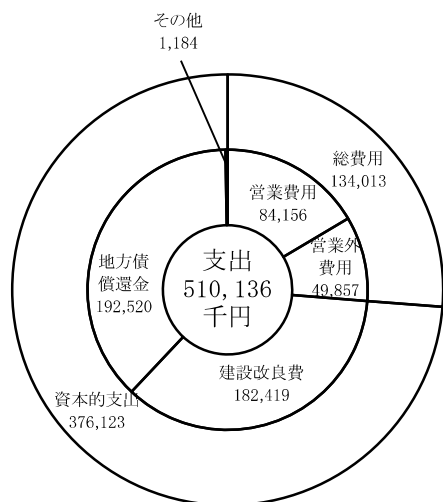 その他
1,184
総費用
134,013
営業費用
84,156
営業外
費用
49,857
支出
510,136
千円
地方債
償還金
192,520
建設改良費
182,419
資本的支出
376,123